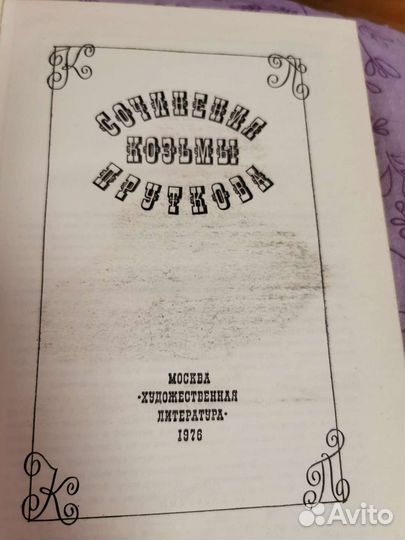 К П
СОЧИНЕНИЯ
КОЗЬМЫ
ПРУТКОВА
МОСКВА
«ХУДОЖЕСТВЕННАЯ
ЛИТЕРАТУРА»
1976
К П
Avito